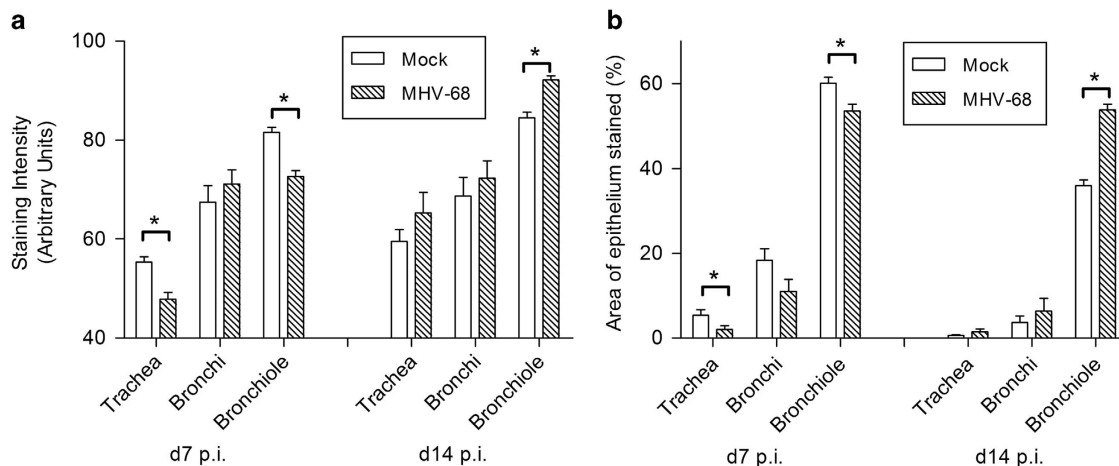 a
Staining Intensity
(Arbitrary Units)
100
80
60
40
Mock
MHV-68
*
*
*
Trachea
Bronchi
Bronchiole
Trachea
Bronchi
Bronchiole
d7 p.i.
d14 p.i.
b
Area of epithelium stained (%)
60
40
20
0
Mock
MHV-68
*
*
*
Trachea
Bronchi
Bronchiole
Trachea
Bronchi
Bronchiole
d7 p.i.
d14 p.i.